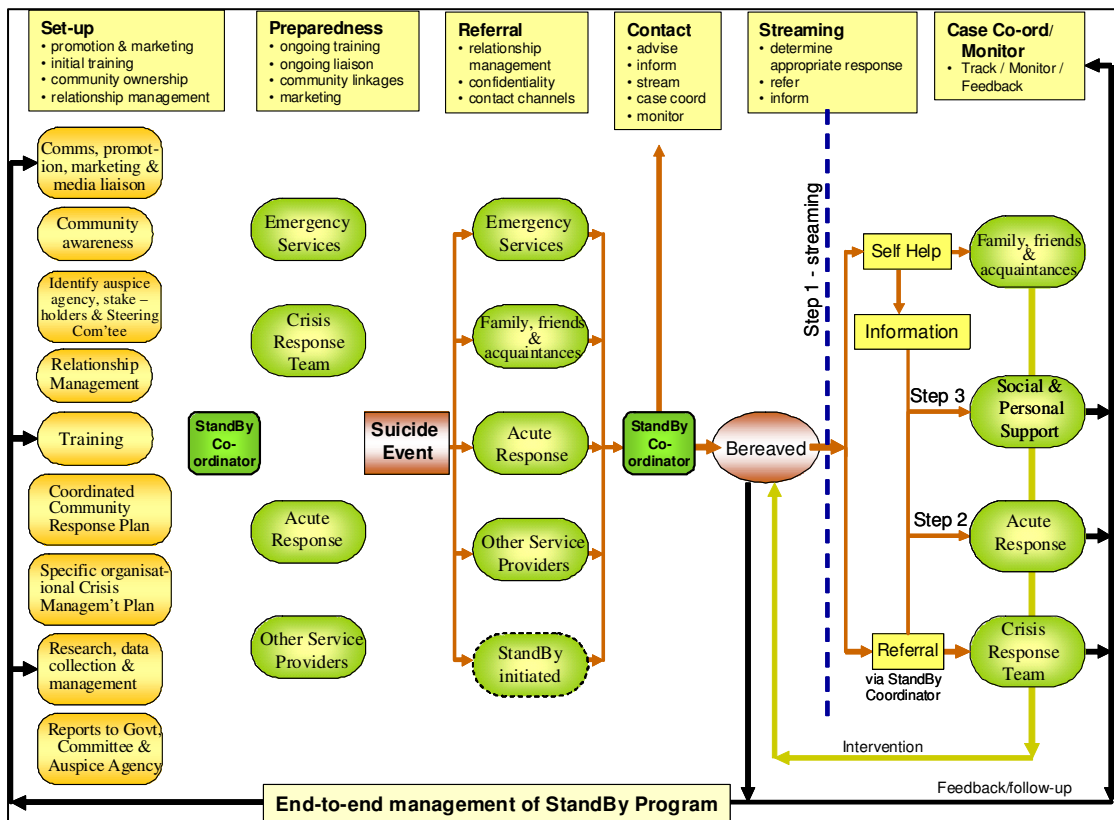 Set-up
• promotion & marketing
• initial training
• community ownership
• relationship management
Preparedness
• ongoing training
• ongoing liaison
• community linkages
• marketing
Referral
• relationship
management
• confidentiality
• contact channels
Contact
• advise
• inform
• stream
• case coord
• monitor
Streaming
• determine
appropriate response
• refer
• inform
Case Co-ord/
Monitor
• Track / Monitor /
Feedback
Comms, promot-
ion, marketing &
media liaison
Community
awareness
Identify auspice
agency, stake –
holders & Steering
Com'tee
Relationship
Management
Training
Coordinated
Community
Response Plan
Specific organisat-
ional Crisis
Managem't Plan
Research, data
collection &
management
Reports to Govt,
Committee &
Auspice Agency
StandBy
Co-
ordinator
Emergency
Services
Crisis
Response
Team
Acute
Response
Other Service
Providers
Suicide
Event
Emergency
Services
Family, friends
&
acquaintances
Acute
Response
Other Service
Providers
StandBy
initiated
StandBy
Co-
ordinator
Bereaved
Step 1 - streaming
Self Help
Information
Step 3
Step 2
Referral
via StandBy
Coordinator
Family, friends
&
acquaintances
Social &
Personal
Support
Acute
Response
Crisis
Response
Team
Intervention
Feedback/follow-up
End-to-end management of StandBy Program